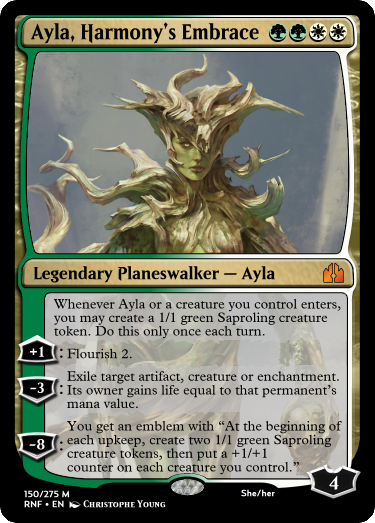 Ayla, Harmony's Embrace
Legendary Planeswalker — Ayla
Whenever Ayla or a creature you control enters,
you may create a 1/1 green Saproling creature
token. Do this only once each turn.
+1: Flourish 2.
Exile target artifact, creature or enchantment.
-3: Its owner gains life equal to that permanent's
mana value.
You get an emblem with “At the beginning of
-8: each upkeep, create two 1/1 green Saproling
creature tokens, then put a +1/+1
counter on each creature you control.”
4
150/275 M
She/her
RNF • EN Christophe Young